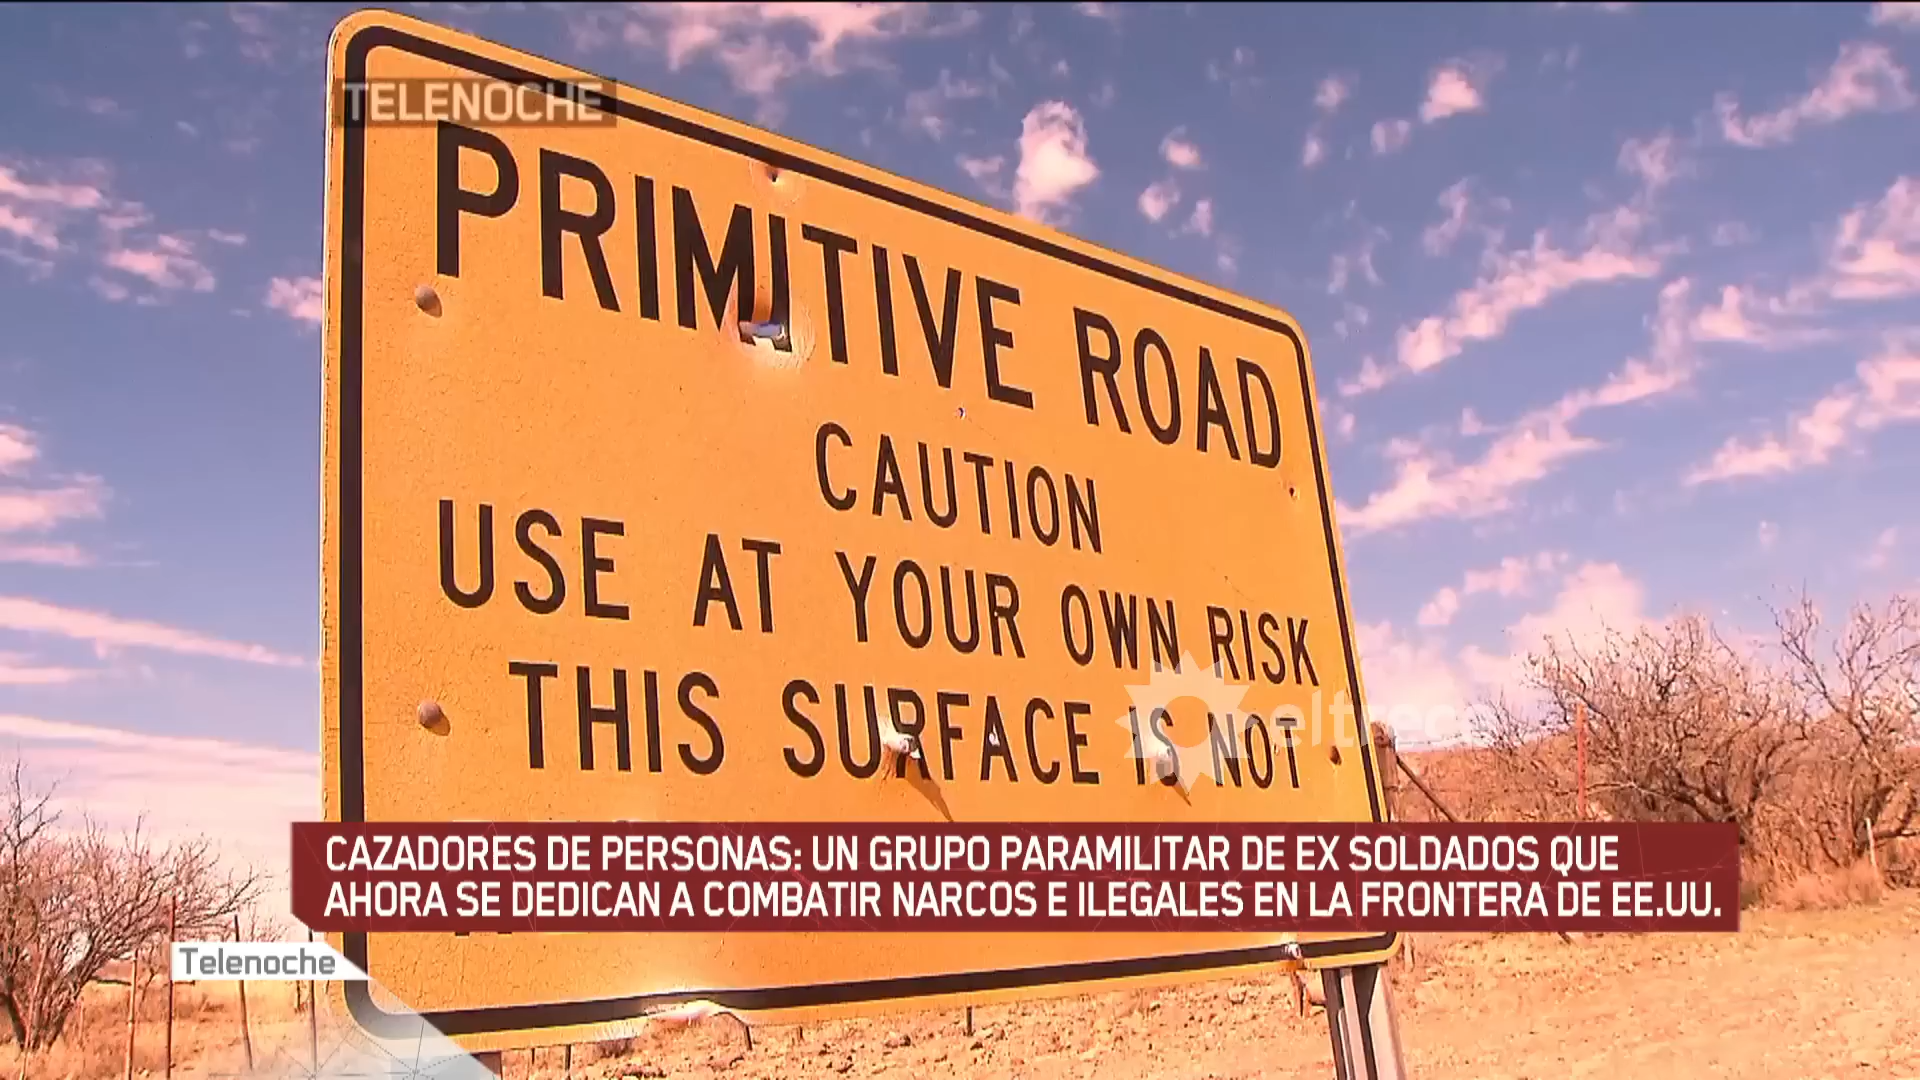 TELENOCHE
PRIMITIVE ROAD
CAUTION
USE AT YOUR OWN RISK
THIS SURFACE IS NOT
eltrece
CAZADORES DE PERSONAS: UN GRUPO PARAMILITAR DE EX SOLDADOS QUE
AHORA SE DEDICAN A COMBATIR NARCOS E ILEGALES EN LA FRONTERA DE EE.UU.
Telenoche